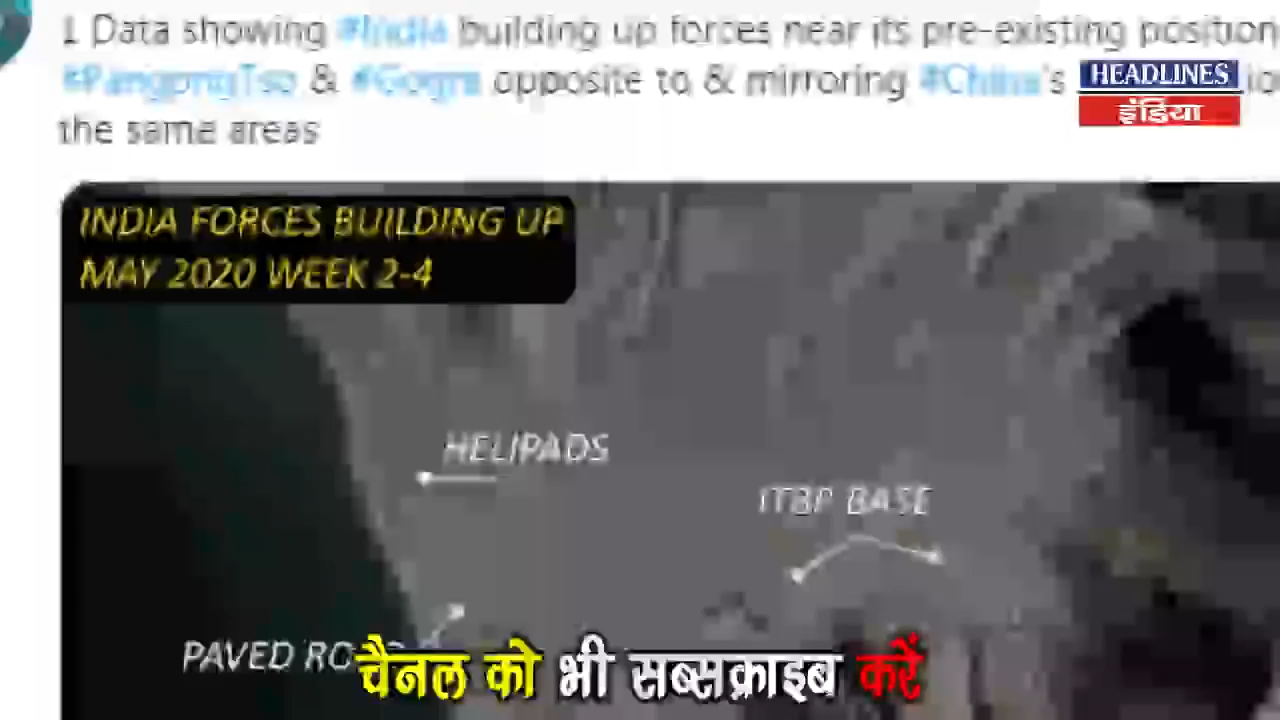 1 Data showing #India building up forces near its pre-existing position
#PangongTso & #Gogra opposite to & mirroring #China's
HEADLINES
इंडिया
the same areas
INDIA FORCES BUILDING UP
MAY 2020 WEEK 2-4
HELIPADS
ITBP BASE
PAVED
चैनल को भी सब्सक्राइब करें